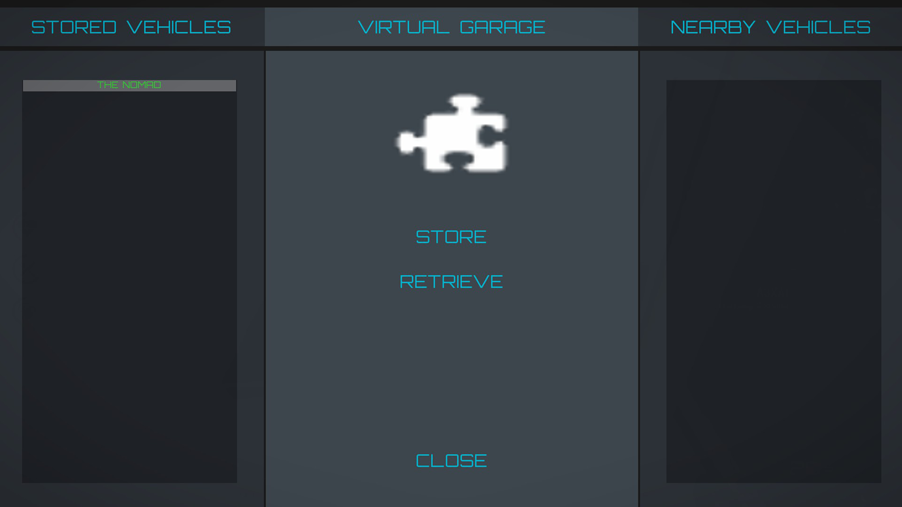 STORED VEHICLES
VIRTUAL GARAGE
NEARBY VEHICLES
THE NOMAD
STORE
RETRIEVE
CLOSE